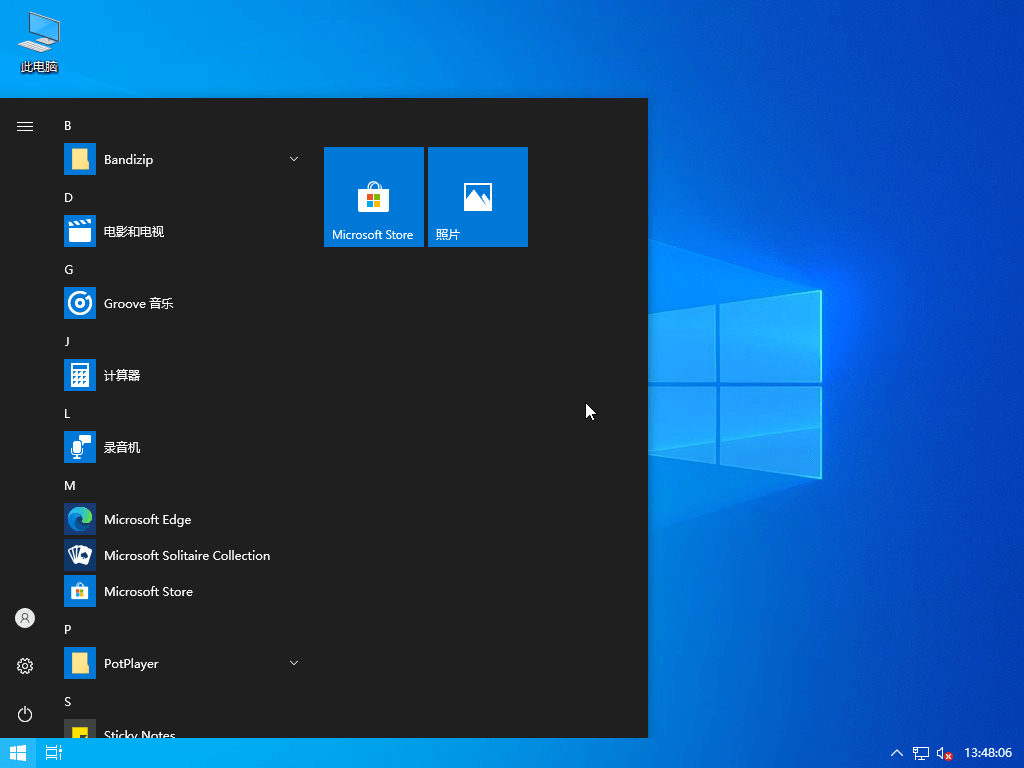 此电脑
B
Bandizip
D
电影和电视
G
Groove 音乐
J
计算器
L
录音机
M
Microsoft Edge
Microsoft Solitaire Collection
Microsoft Store
P
PotPlayer
S
Sticky Notes
Microsoft Store
照片
13:48:06